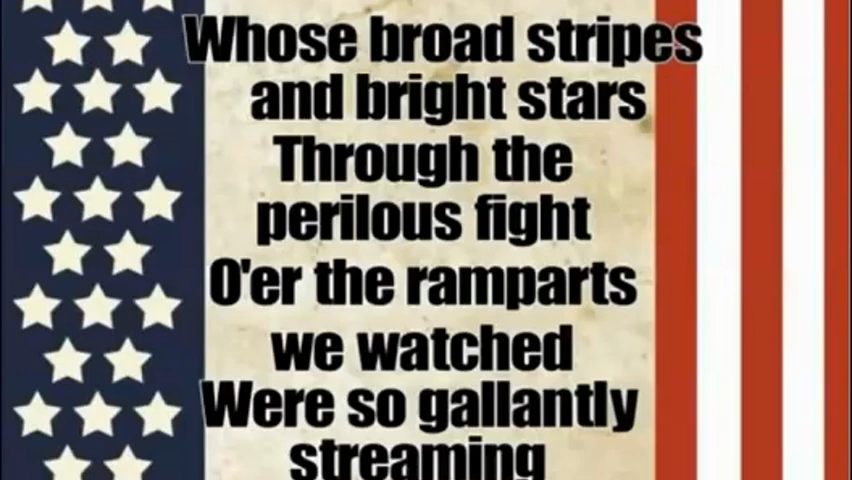 Whose broad stripes
and bright stars
Through the
perilous fight
O'er the ramparts
we watched
Were so gallantly
streaming